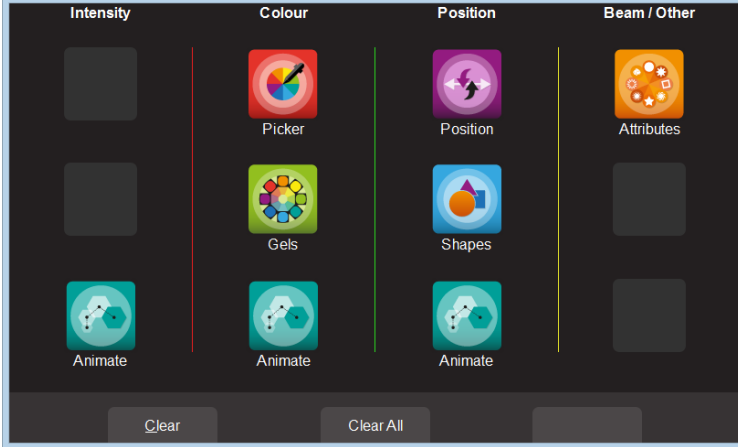 Intensity Colour Position Beam / Other
Picker Position Attributes
Gels Shapes
Animate Animate Animate
Clear Clear All